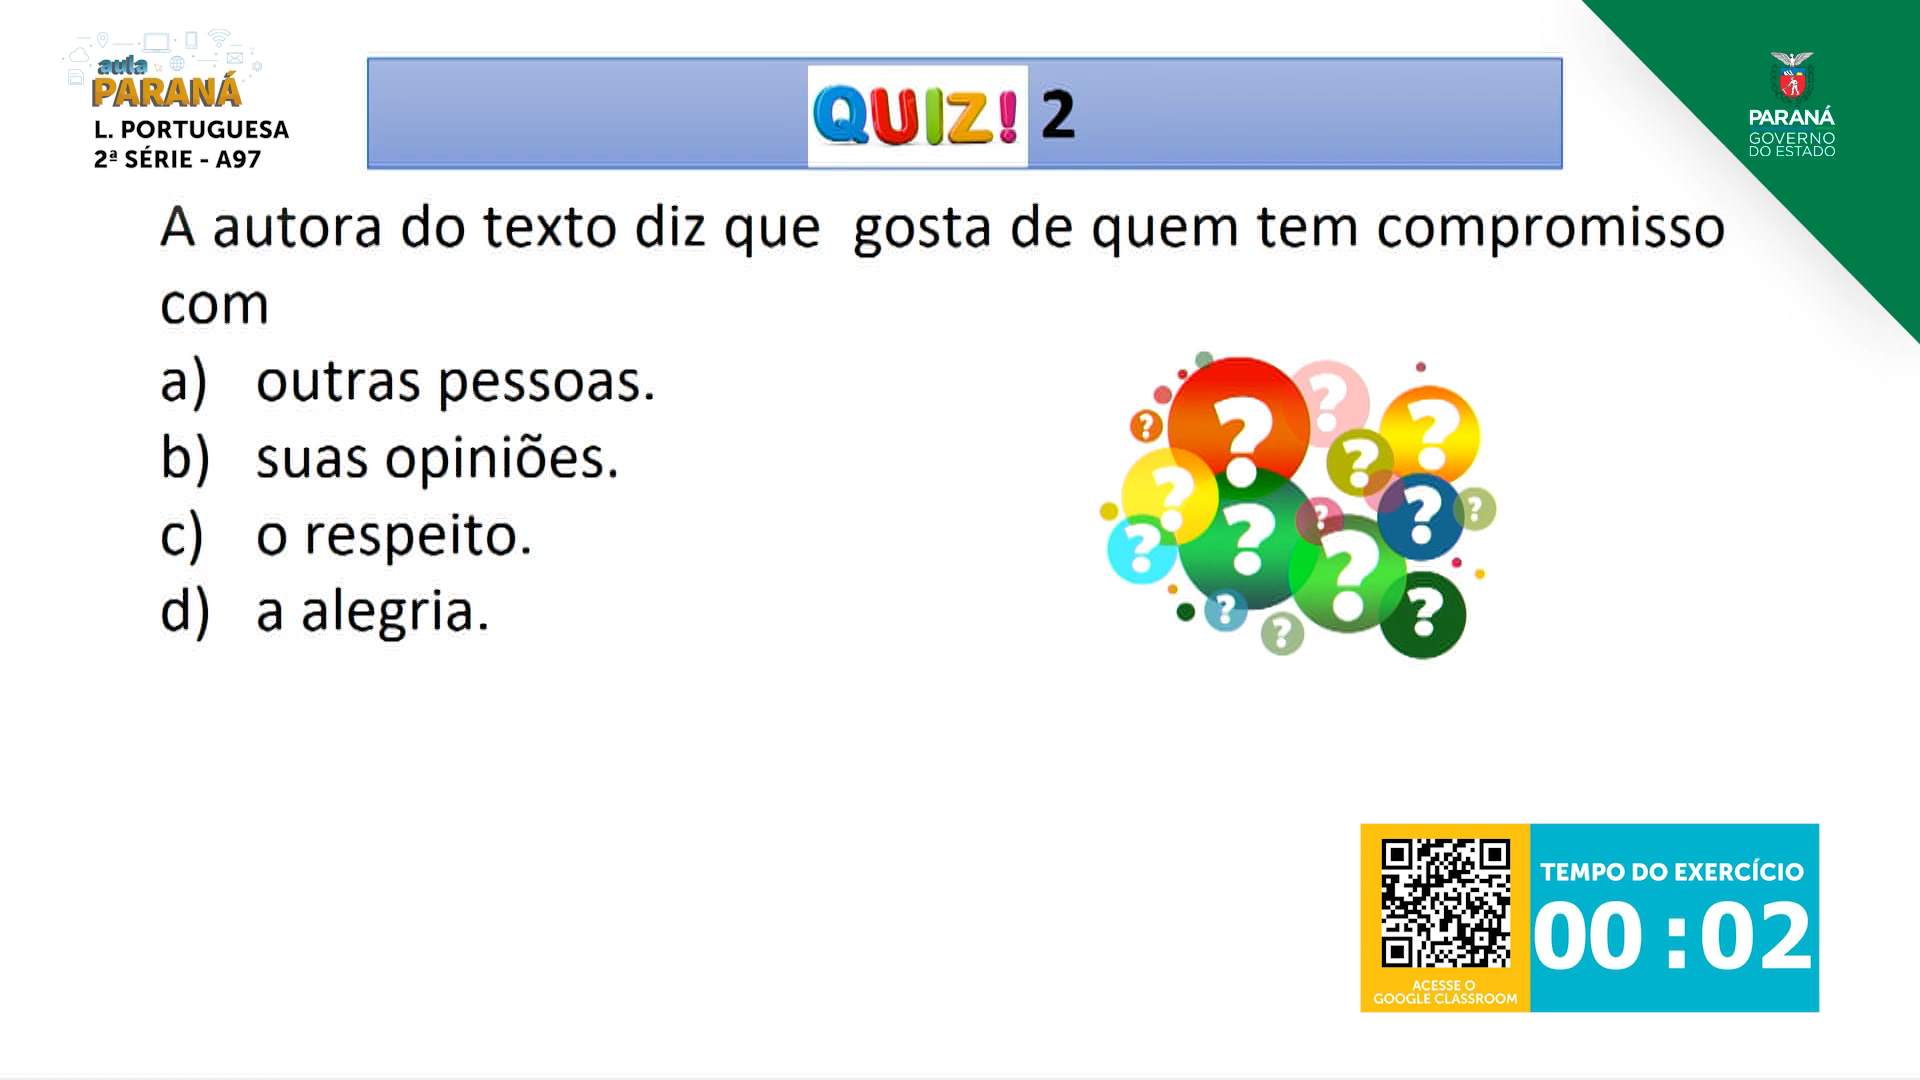 aula
PARANÁ
L. PORTUGUESA
2ª SÉRIE - A97
QUIZ! 2
PARANÁ
GOVERNO
DO ESTADO
A autora do texto diz que gosta de quem tem compromisso
com
a) outras pessoas.
b) suas opiniões.
c) o respeito.
d) a alegria.
? ? ? ? ? ? ? ? ? ? ? ? ? ? ?
TEMPO DO EXERCÍCIO
00:02
ACESSE O
GOOGLE CLASSROOM